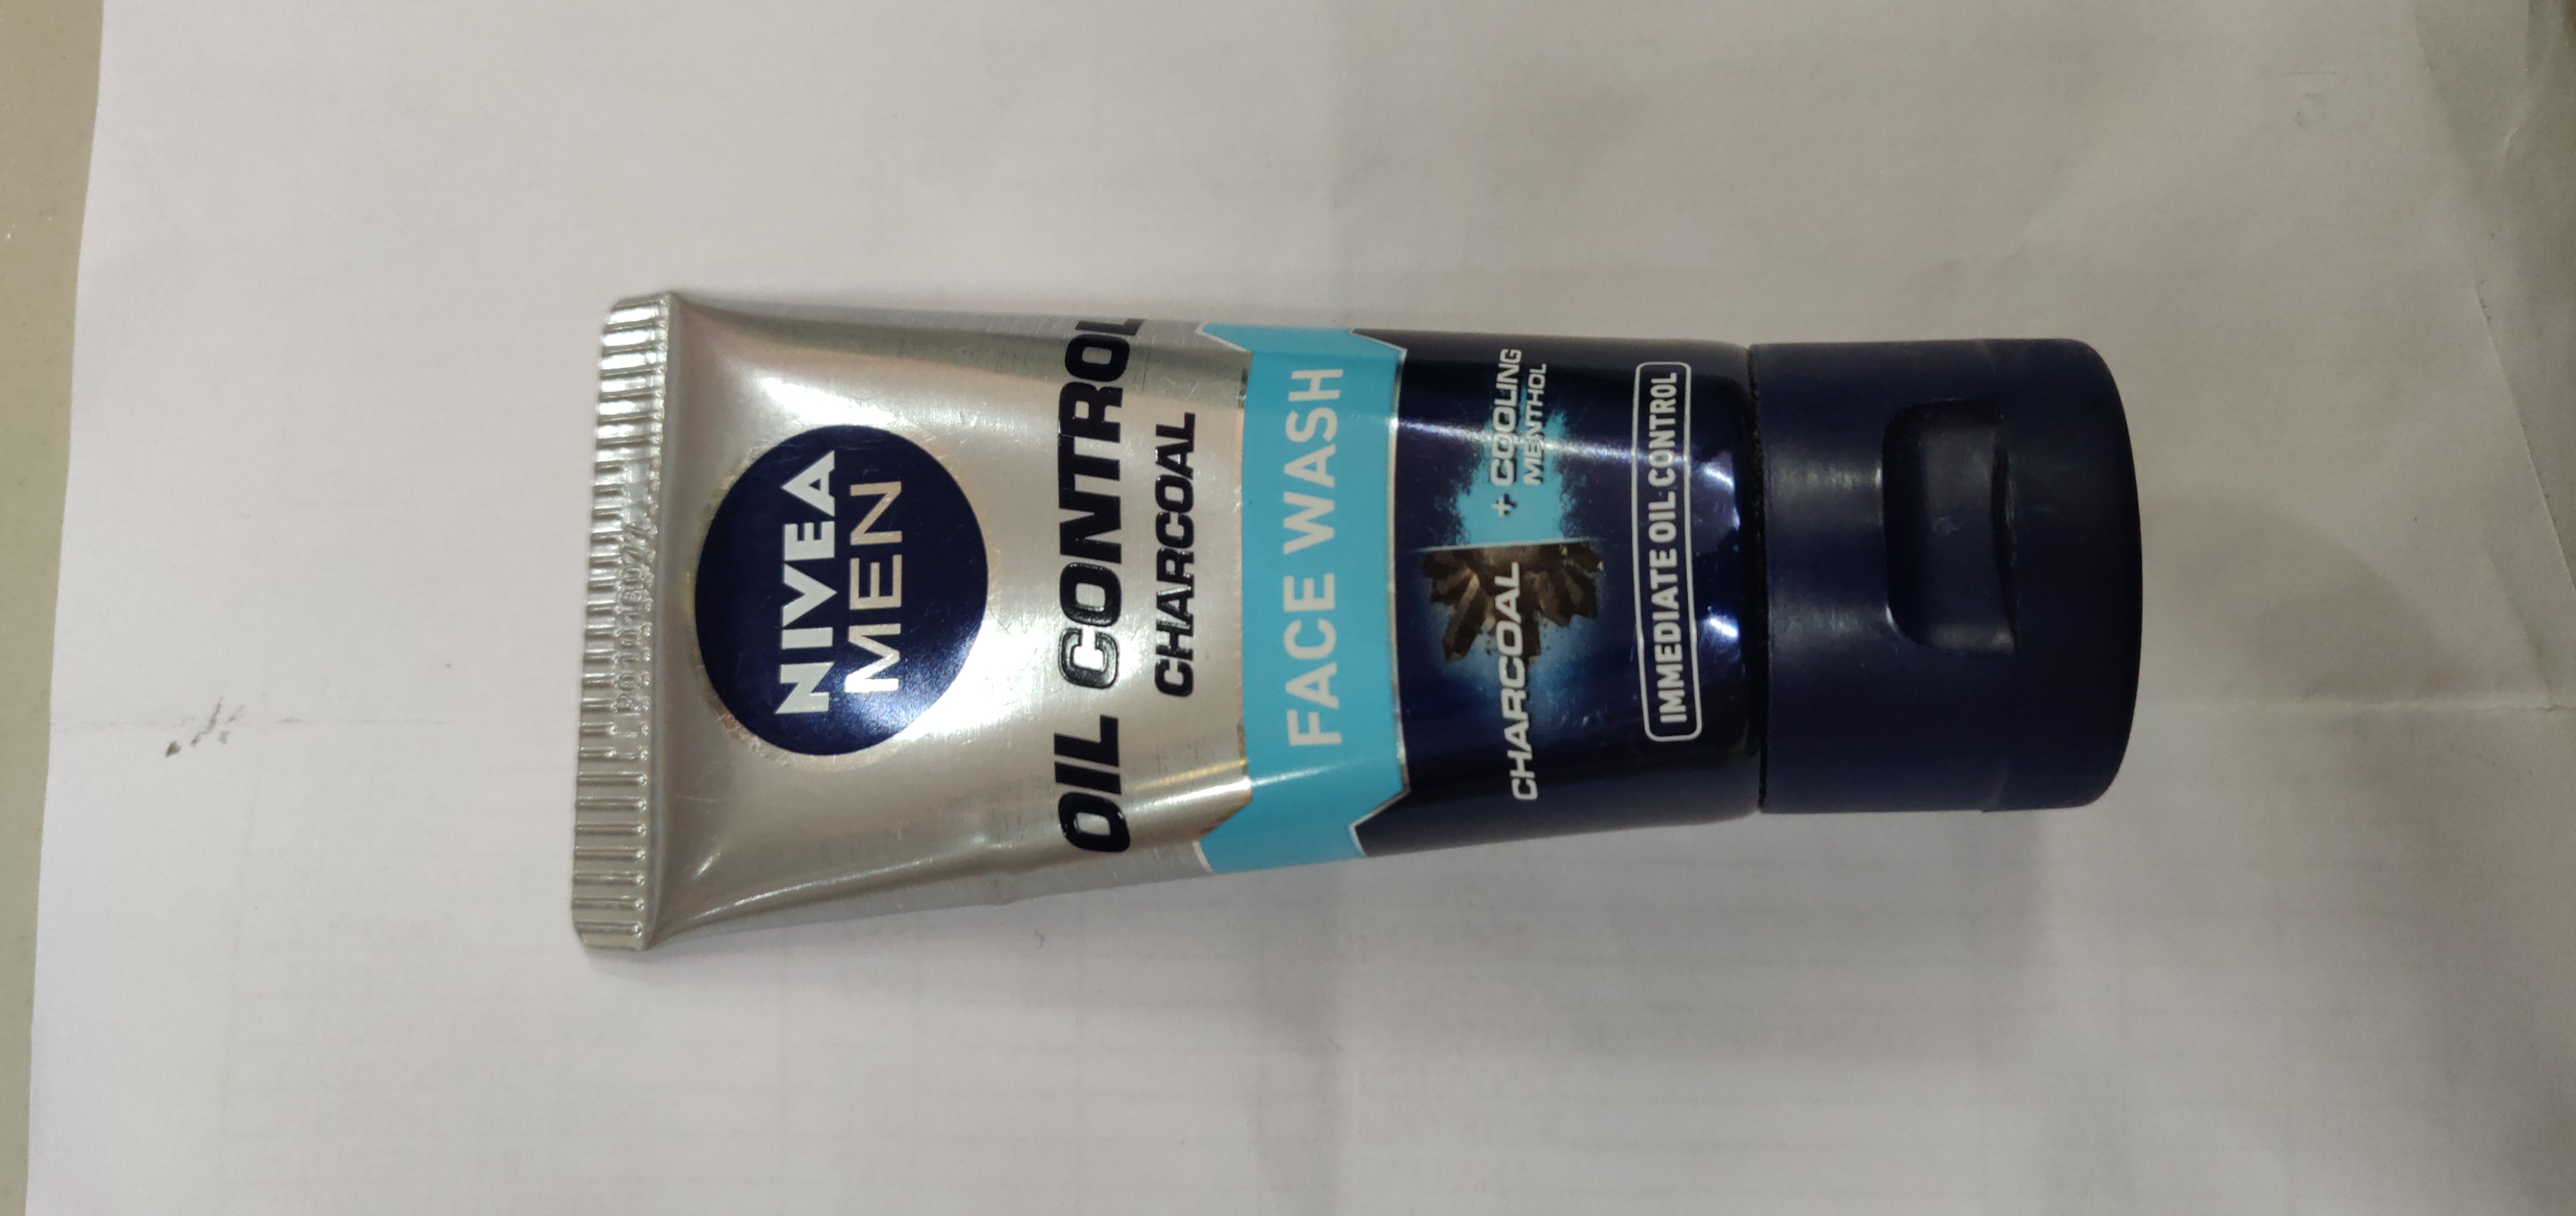 NIVEA
MEN
OIL CONTROL
CHARCOAL
FACE WASH
CHARCOAL + COOLING
MENTHOL
IMMEDIATE OIL CONTROL